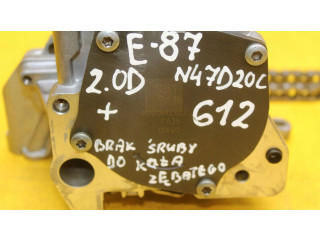 E-87
2.0D N47D20C
+ 612
BRAK ŚRUBY
DO KOŁA
ZĘBATEGO